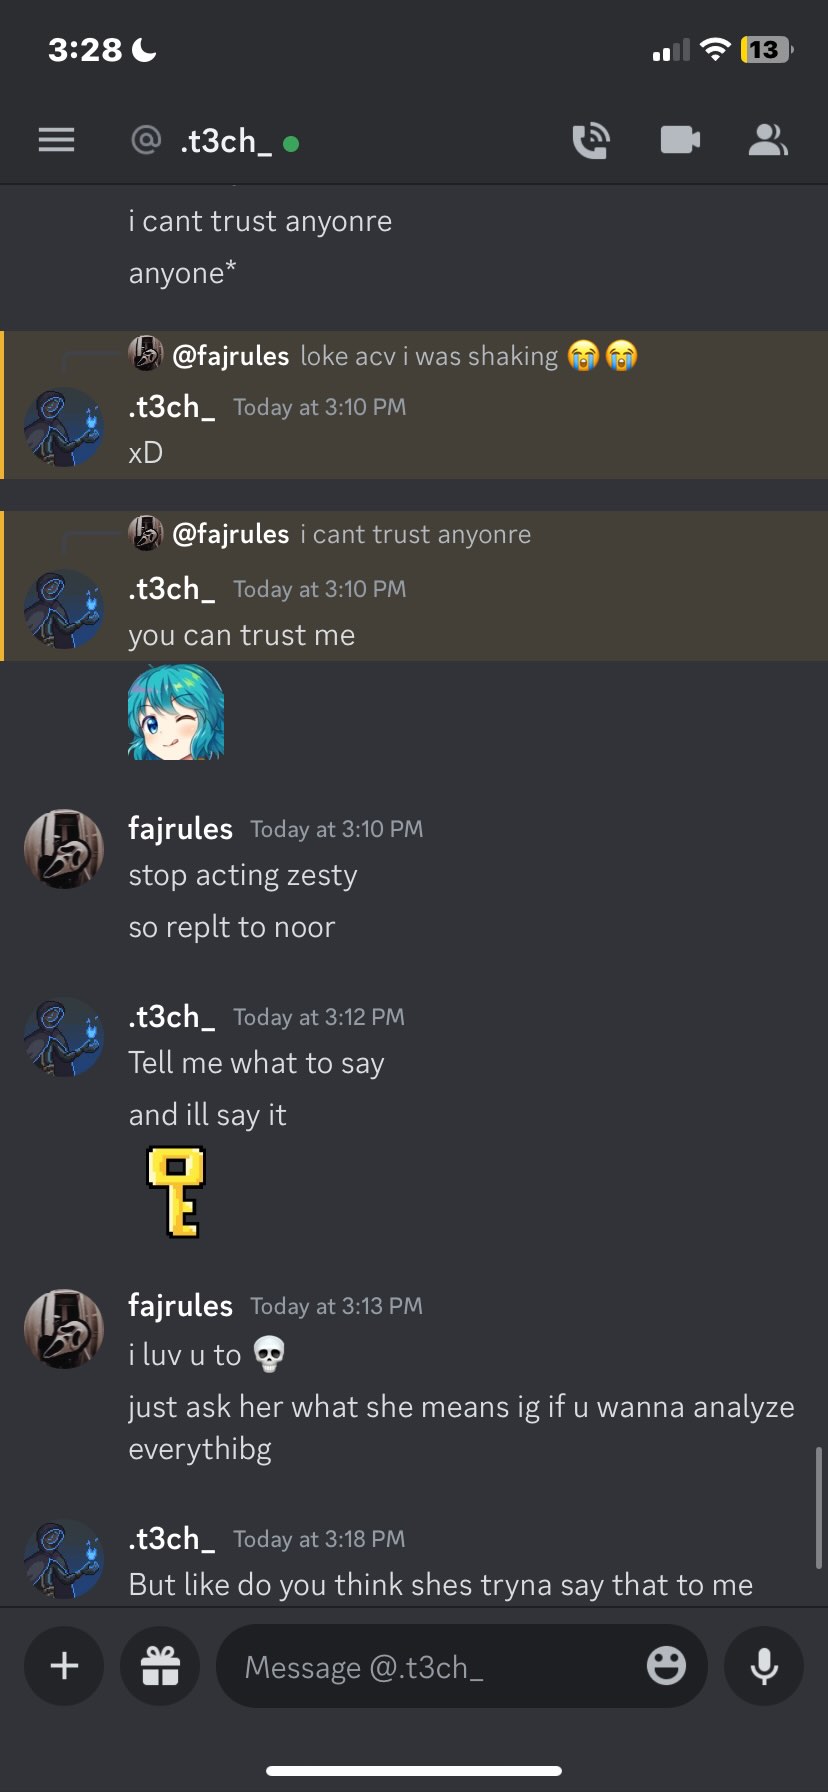 3:28
13
@ .t3ch_
i cant trust anyonre
anyone*
@fajrules loke acv i was shaking 😭😭
.t3ch_ Today at 3:10 PM
xD
@fajrules i cant trust anyonre
.t3ch_ Today at 3:10 PM
you can trust me
fajrules Today at 3:10 PM
stop acting zesty
so replt to noor
.t3ch_ Today at 3:12 PM
Tell me what to say
and ill say it
fajrules Today at 3:13 PM
i luv u to 💀
just ask her what she means ig if u wanna analyze
everythibg
.t3ch_ Today at 3:18 PM
But like do you think shes tryna say that to me
Message @.t3ch_